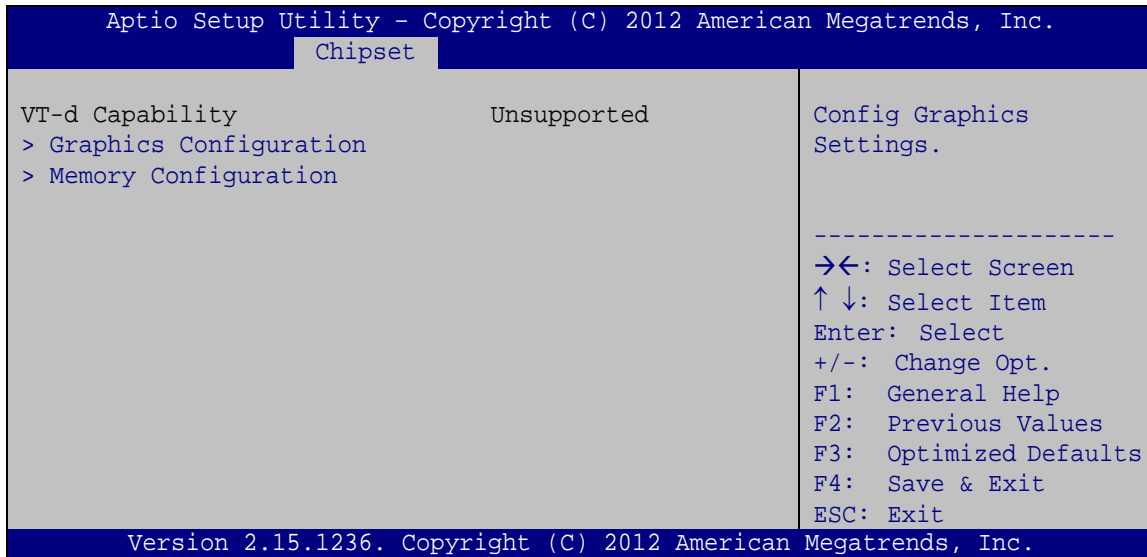 Aptio Setup Utility – Copyright (C) 2012 American Megatrends, Inc.
Chipset
VT-d Capability Unsupported
> Graphics Configuration
> Memory Configuration
Config Graphics
Settings.
---------------------
→←: Select Screen
↑ ↓: Select Item
Enter: Select
+/-: Change Opt.
F1: General Help
F2: Previous Values
F3: Optimized Defaults
F4: Save & Exit
ESC: Exit
Version 2.15.1236. Copyright (C) 2012 American Megatrends, Inc.